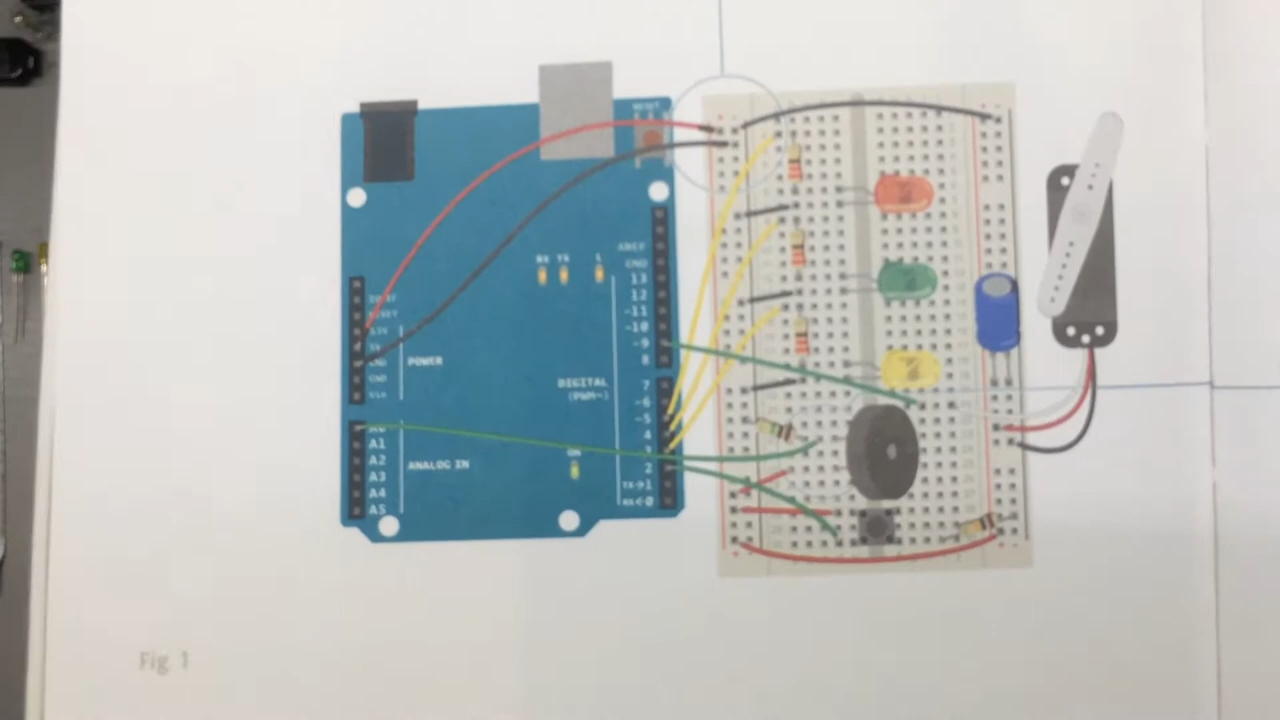 RESET
AREF
GND
13
12
~11
~10
~9
8
7
~6
~5
4
~3
2
TX→1
RX←0
DIGITAL
(PWM~)
RX TX L
ON
RESET
5V
GND
GND
POWER
A0
A1
A2
A3
A4
A5
ANALOG IN
Fig. 1